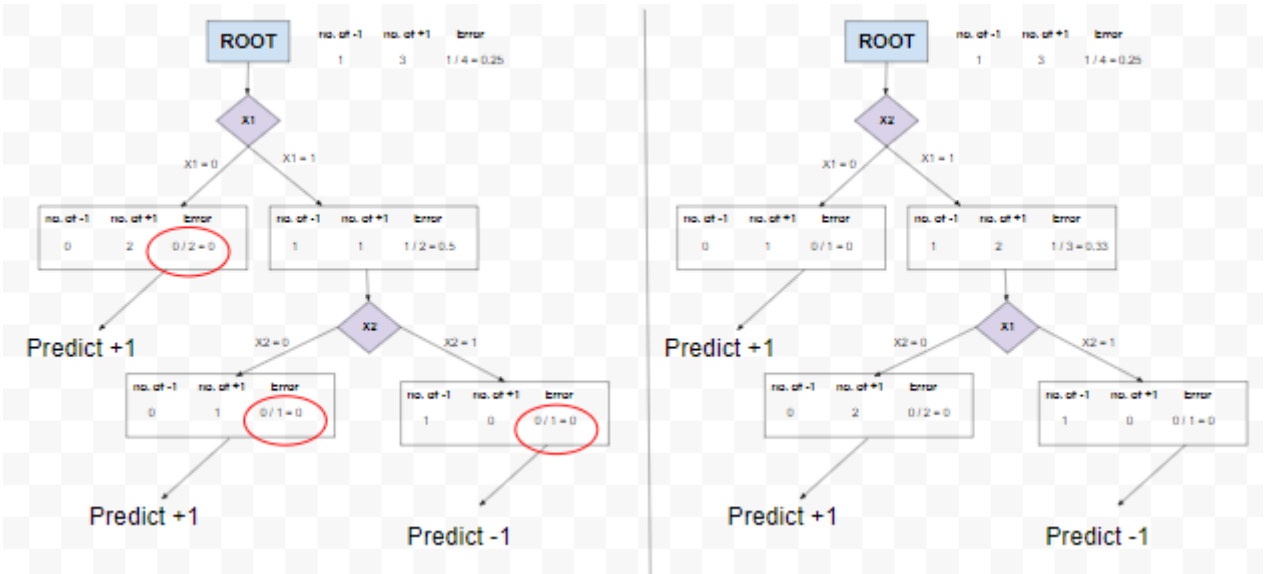 ROOT no. of -1 no. of +1 Error
1 3 1 / 4 = 0.25
X1
X1 = 0 X1 = 1
no. of -1 no. of +1 Error
0 2 0 / 2 = 0
no. of -1 no. of +1 Error
1 1 1 / 2 = 0.5
Predict +1
X2
X2 = 0 X2 = 1
no. of -1 no. of +1 Error
0 1 0 / 1 = 0
no. of -1 no. of +1 Error
1 0 0 / 1 = 0
Predict +1
Predict -1
ROOT no. of -1 no. of +1 Error
1 3 1 / 4 = 0.25
X2
X1 = 0 X1 = 1
no. of -1 no. of +1 Error
0 1 0 / 1 = 0
no. of -1 no. of +1 Error
1 2 1 / 3 = 0.33
Predict +1
X1
X2 = 0 X2 = 1
no. of -1 no. of +1 Error
0 2 0 / 2 = 0
no. of -1 no. of +1 Error
1 0 0 / 1 = 0
Predict +1
Predict -1